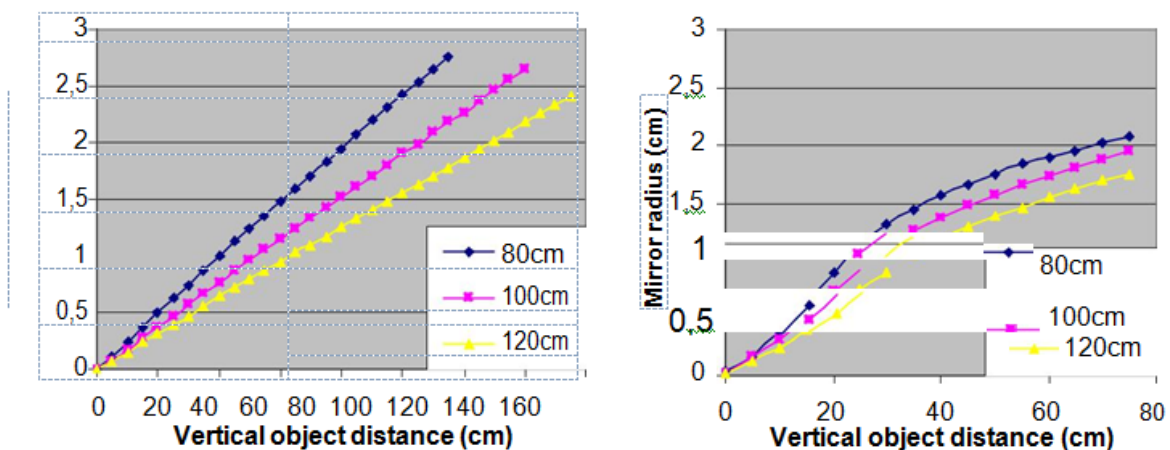 3
2,5
2
1,5
1
0,5
0
80cm
100cm
120cm
0 20 40 60 80 100 120 140 160
Vertical object distance (cm)
3
2,5
2
1,5
1
0,5
0
Mirror radius (cm)
80cm
100cm
120cm
0 20 40 60 80
Vertical object distance (cm)